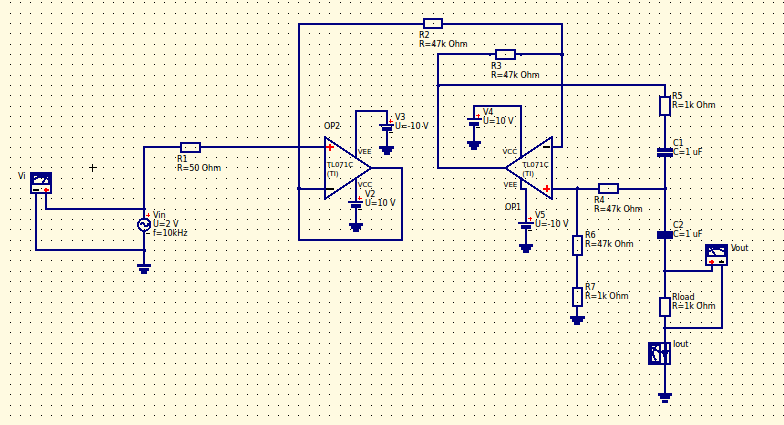 R2
R=47k Ohm
R3
R=47k Ohm
R5
R=1k Ohm
V4
U=10 V
V3
U=-10 V
OP2
C1
C=1 uF
VEE
VCC
R1
R=50 Ohm
TL071C
(TI)
TL071C
(TI)
Vi
VCC
VEE
V2
U=10 V
R4
R=47k Ohm
OP1
Vin
U=2 V
f=10kHz
V5
U=-10 V
C2
C=1 uF
R6
R=47k Ohm
Vout
R7
R=1k Ohm
Rload
R=1k Ohm
Iout